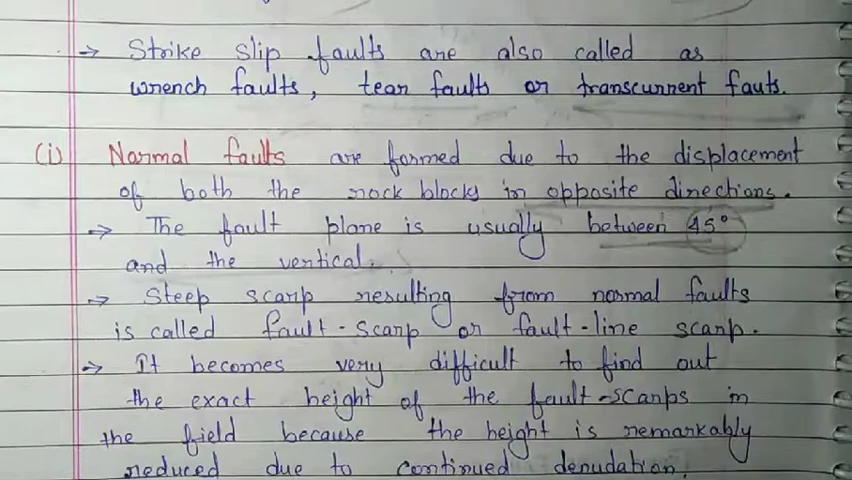 → Strike slip faults are also called as
wrench faults, tear faults or transcurrent fauts.
(i) Normal faults are formed due to the displacement
of both the rock blocks in opposite directions.
→ The fault plane is usually between 45°
and the vertical.
→ Steep scarp resulting from normal faults
is called fault-scarp or fault-line scarp.
→ It becomes very difficult to find out
the exact height of the fault-scarps in
the field because the height is remarkably
reduced due to continued denudation.